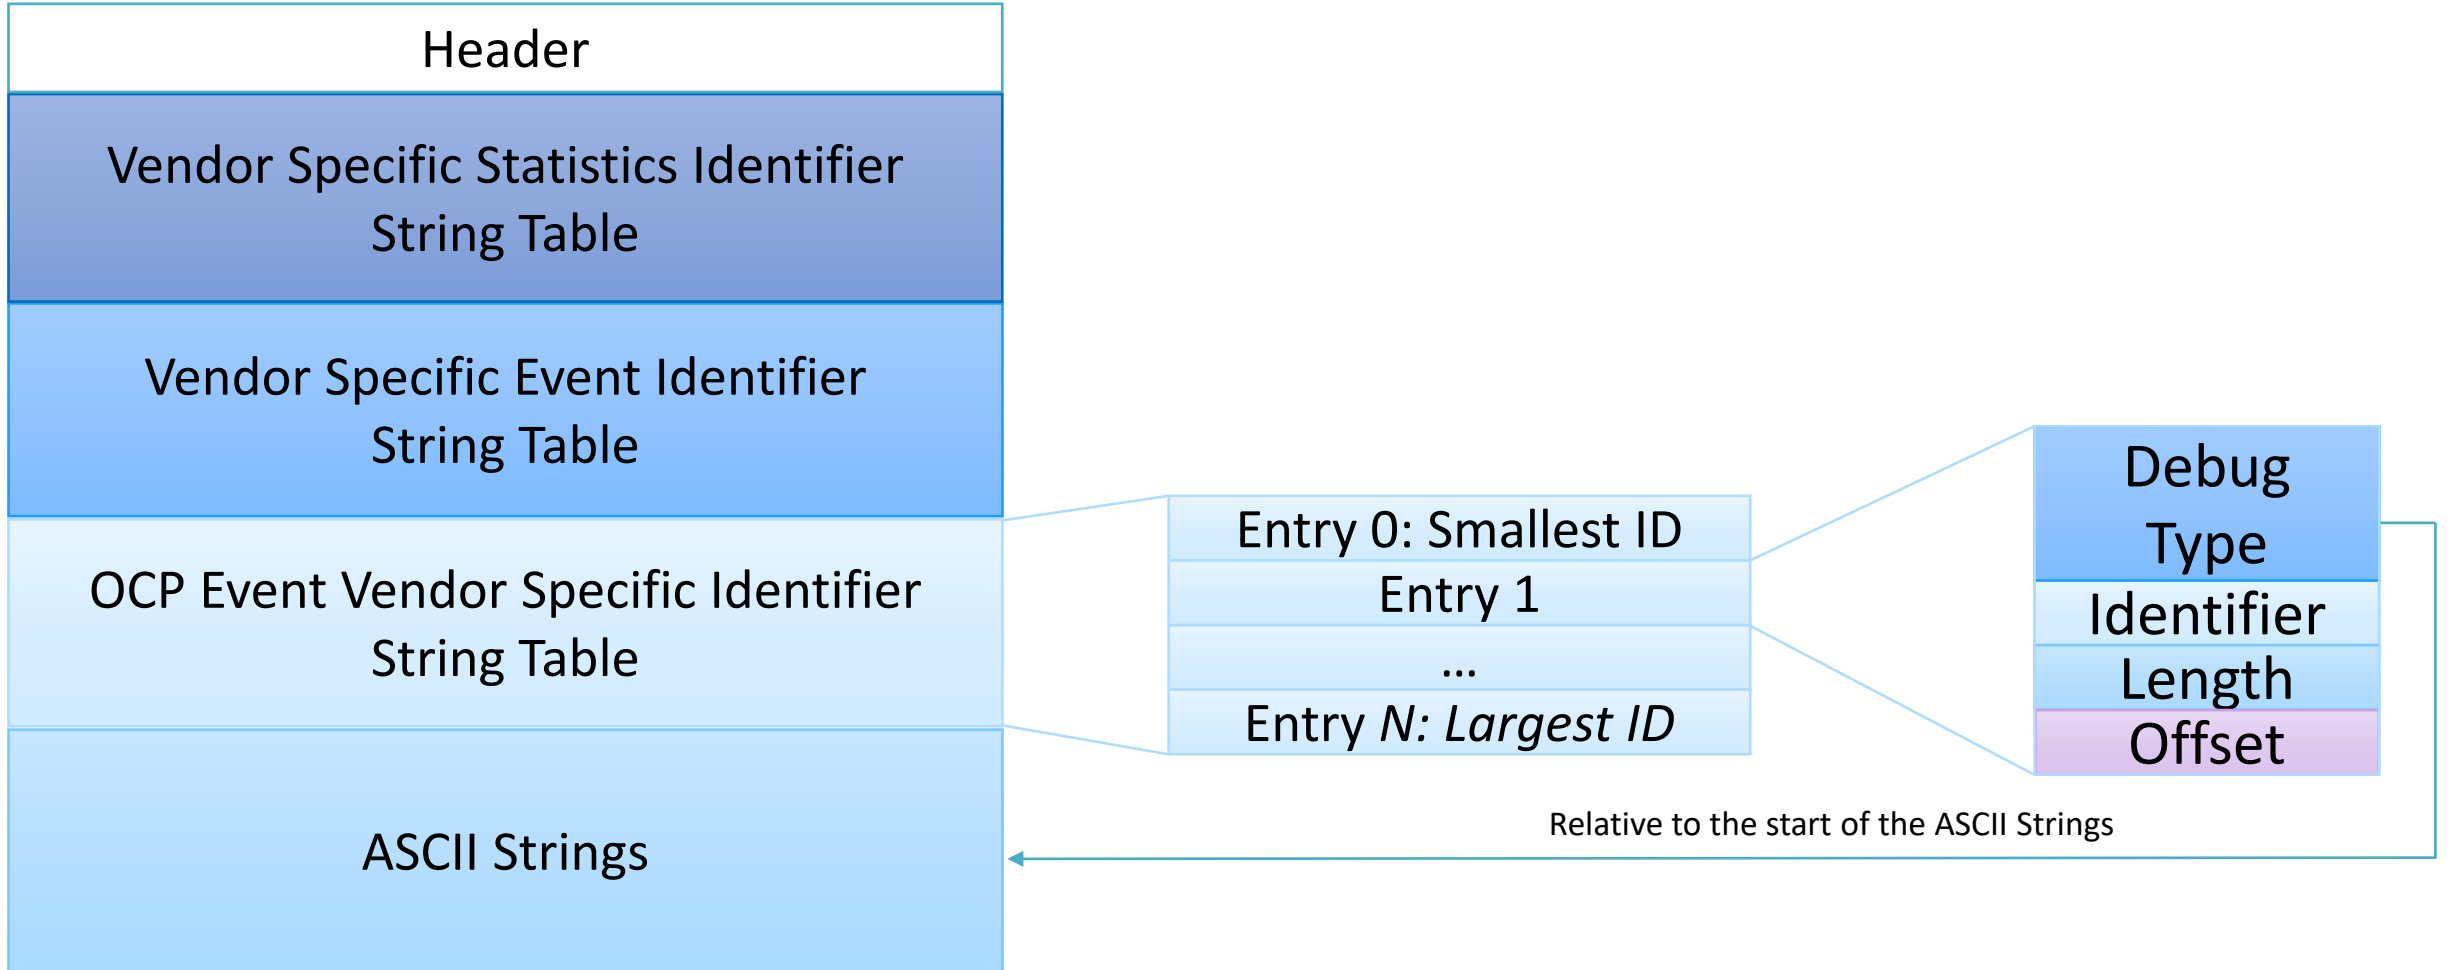 Header
Vendor Specific Statistics Identifier
String Table
Vendor Specific Event Identifier
String Table
OCP Event Vendor Specific Identifier
String Table
ASCII Strings
Entry 0: Smallest ID
Entry 1
...
Entry N: Largest ID
Debug
Type
Identifier
Length
Offset
Relative to the start of the ASCII Strings